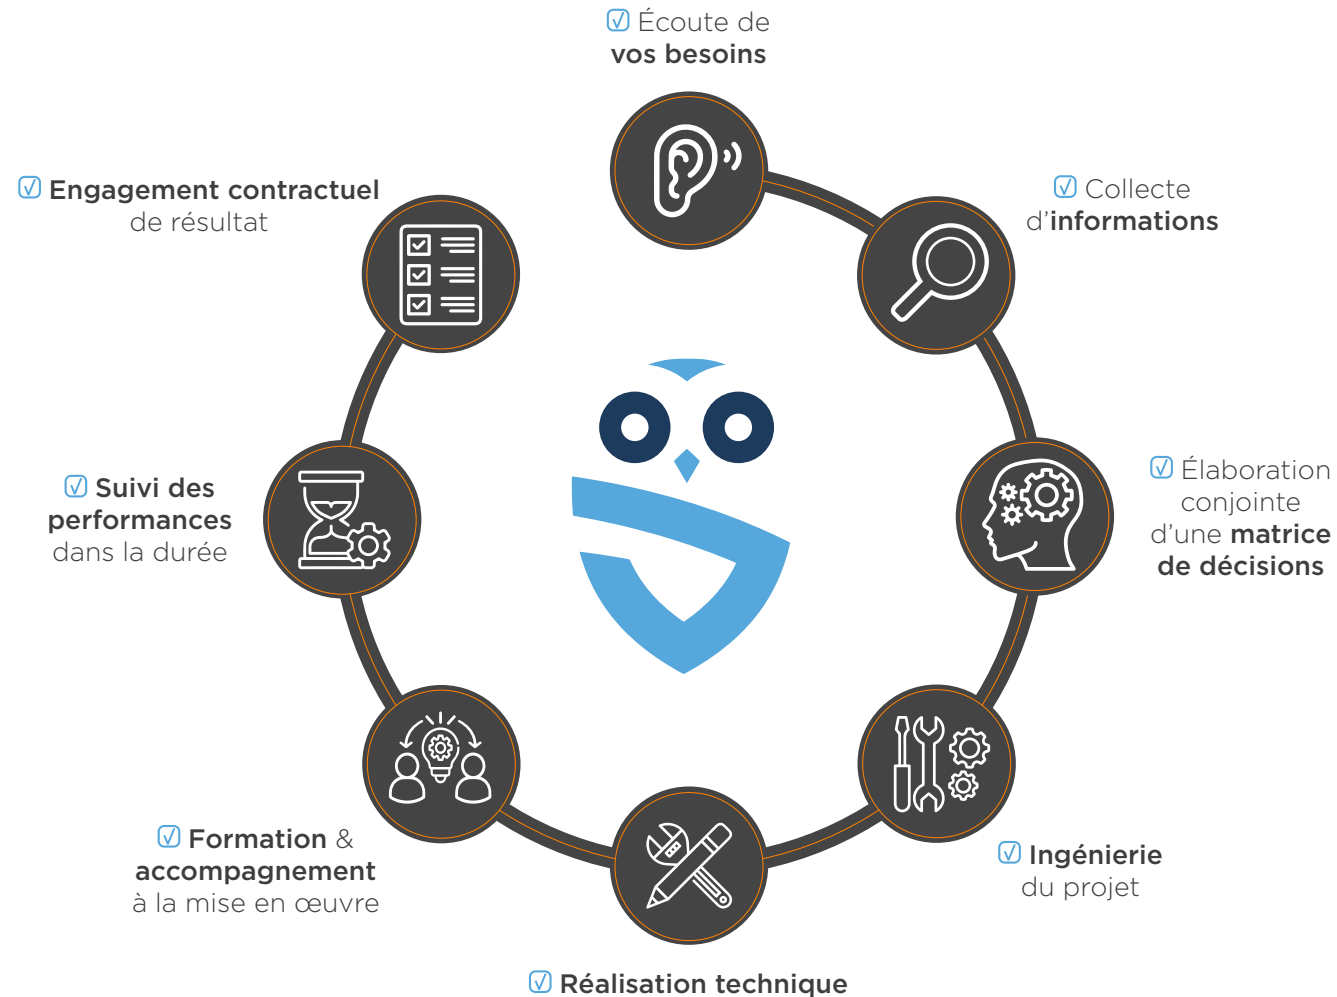 Écoute de
vos besoins
Collecte
d'informations
Élaboration
conjointe
d'une matrice
de décisions
Ingénierie
du projet
Réalisation technique
Formation &
accompagnement
à la mise en œuvre
Suivi des
performances
dans la durée
Engagement contractuel
de résultat